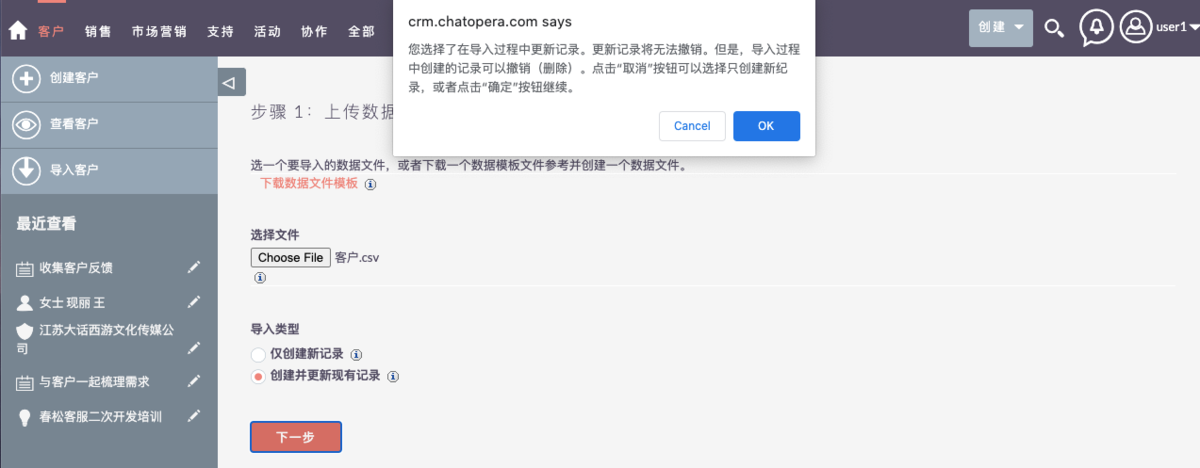 crm.chatopera.com says
您选择了在导入过程中更新记录。更新记录将无法撤销。但是，导入过程
中创建的记录可以撤销（删除）。点击“取消”按钮可以选择只创建新纪
录，或者点击“确定”按钮继续。
Cancel
OK
客户 销售 市场营销 支持 活动 协作 全部
创建
user1
创建客户
查看客户
导入客户
最近查看
收集客户反馈
女士 现丽 王
江苏大话西游文化传媒公
司
与客户一起梳理需求
春松客服二次开发培训
步骤 1：上传数据
选一个要导入的数据文件，或者下载一个数据模板文件参考并创建一个数据文件。
下载数据文件模板
选择文件
Choose File 客户.csv
导入类型
仅创建新记录
创建并更新现有记录
下一步